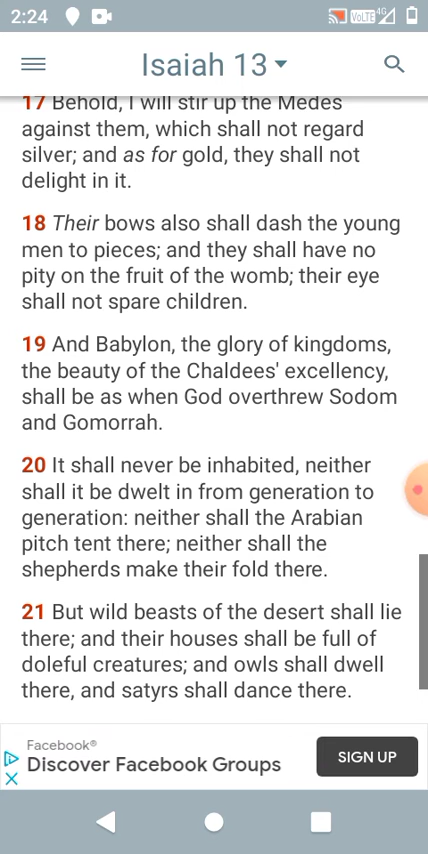 2:24
VoLTE 4G
Isaiah 13
17 Behold, I will stir up the Medes
against them, which shall not regard
silver; and as for gold, they shall not
delight in it.
18 Their bows also shall dash the young
men to pieces; and they shall have no
pity on the fruit of the womb; their eye
shall not spare children.
19 And Babylon, the glory of kingdoms,
the beauty of the Chaldees' excellency,
shall be as when God overthrew Sodom
and Gomorrah.
20 It shall never be inhabited, neither
shall it be dwelt in from generation to
generation: neither shall the Arabian
pitch tent there; neither shall the
shepherds make their fold there.
21 But wild beasts of the desert shall lie
there; and their houses shall be full of
doleful creatures; and owls shall dwell
there, and satyrs shall dance there.
Facebook®
Discover Facebook Groups
SIGN UP